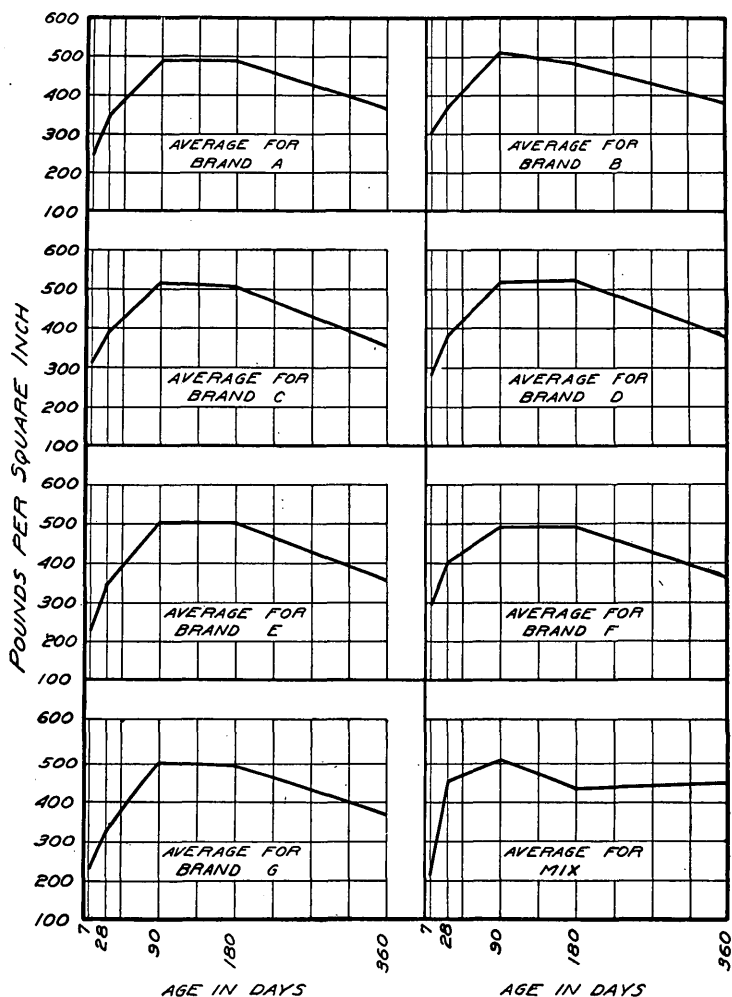 POUNDS PER SQUARE INCH
600
500
400
300
200
100
AVERAGE FOR
BRAND A
AVERAGE FOR
BRAND B
600
500
400
300
200
100
AVERAGE FOR
BRAND C
AVERAGE FOR
BRAND D
600
500
400
300
200
100
AVERAGE FOR
BRAND E
AVERAGE FOR
BRAND F
600
500
400
300
200
100
AVERAGE FOR
BRAND G
AVERAGE FOR
MIX
7 28 90 180 360
7 28 90 180 360
AGE IN DAYS
AGE IN DAYS